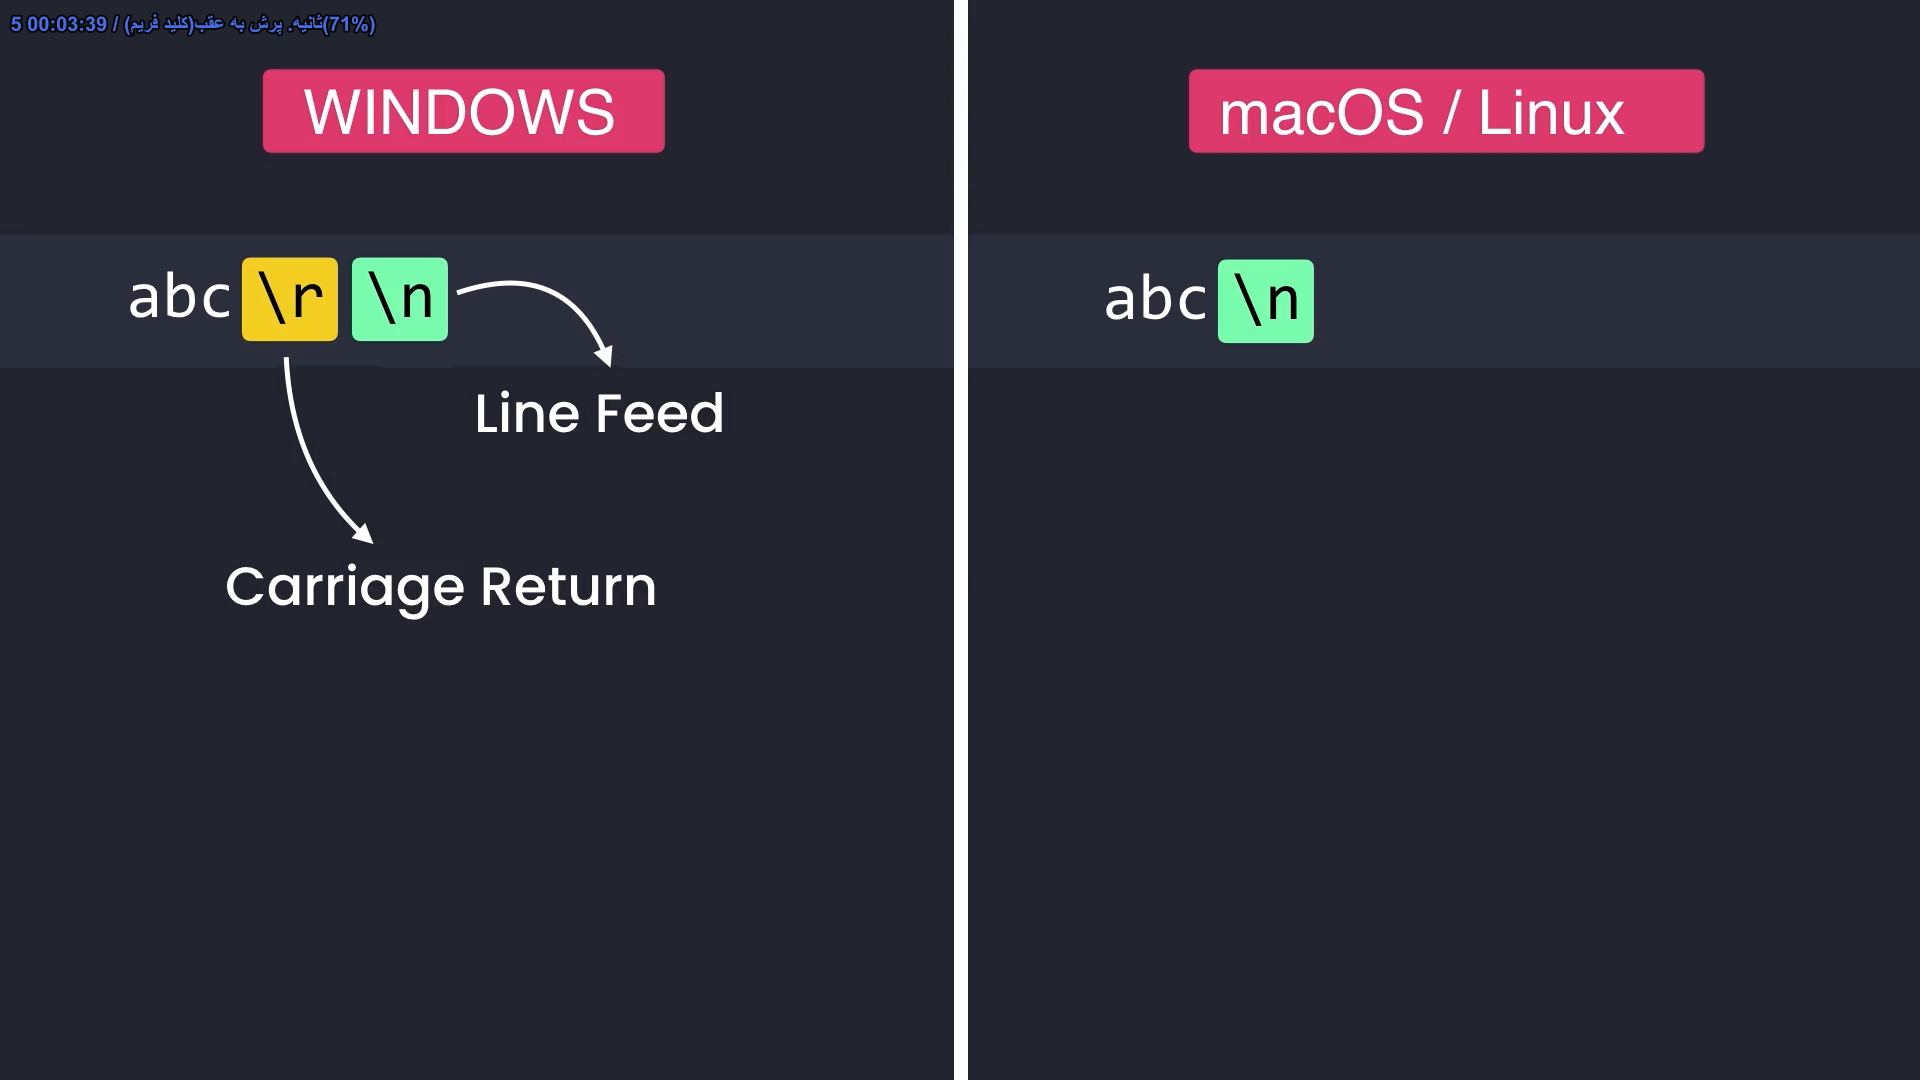 5 00:03:39 / (کلید فریم)ثانیه. پرش به عقب(71%)
WINDOWS
macOS / Linux
abc\r\n
abc\n
Line Feed
Carriage Return